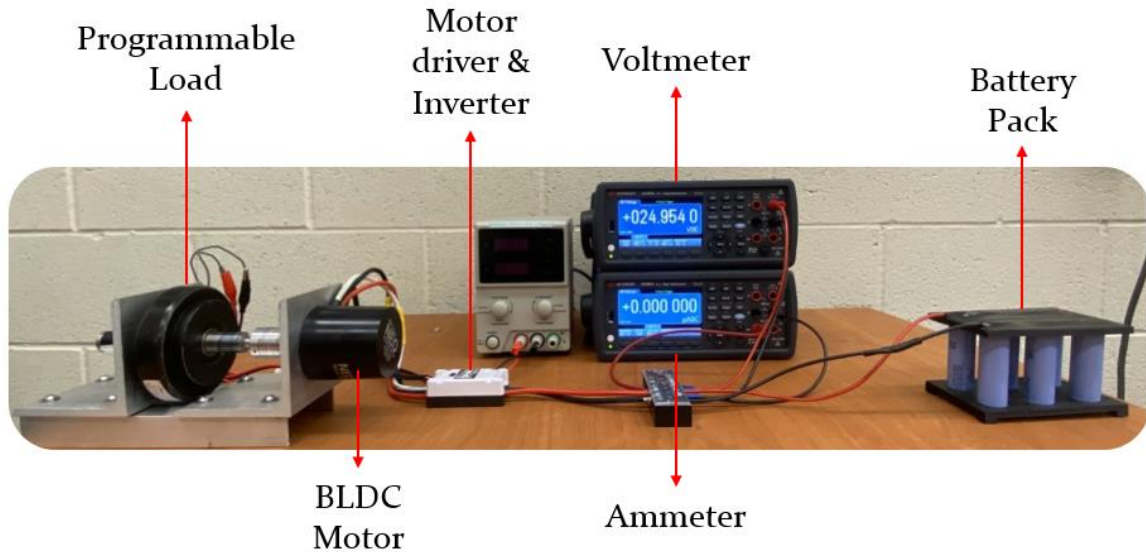 Programmable
Load
Motor
driver &
Inverter
Voltmeter
Battery
Pack
+024.954 0
+0.000 000
BLDC
Motor
Ammeter